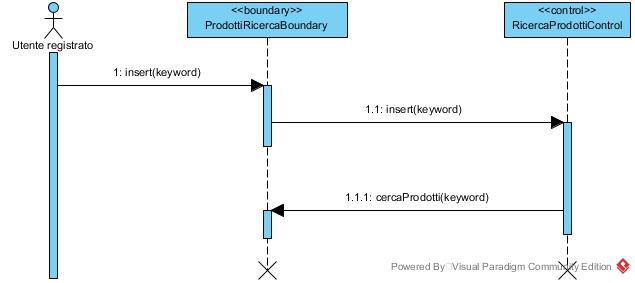 <<boundary>>
ProdottiRicercaBoundary
<<control>>
RicercaProdottiControl
Utente registrato
1: insert(keyword)
1.1: insert(keyword)
1.1.1: cercaProdotti(keyword)
Powered By Visual Paradigm Community Edition